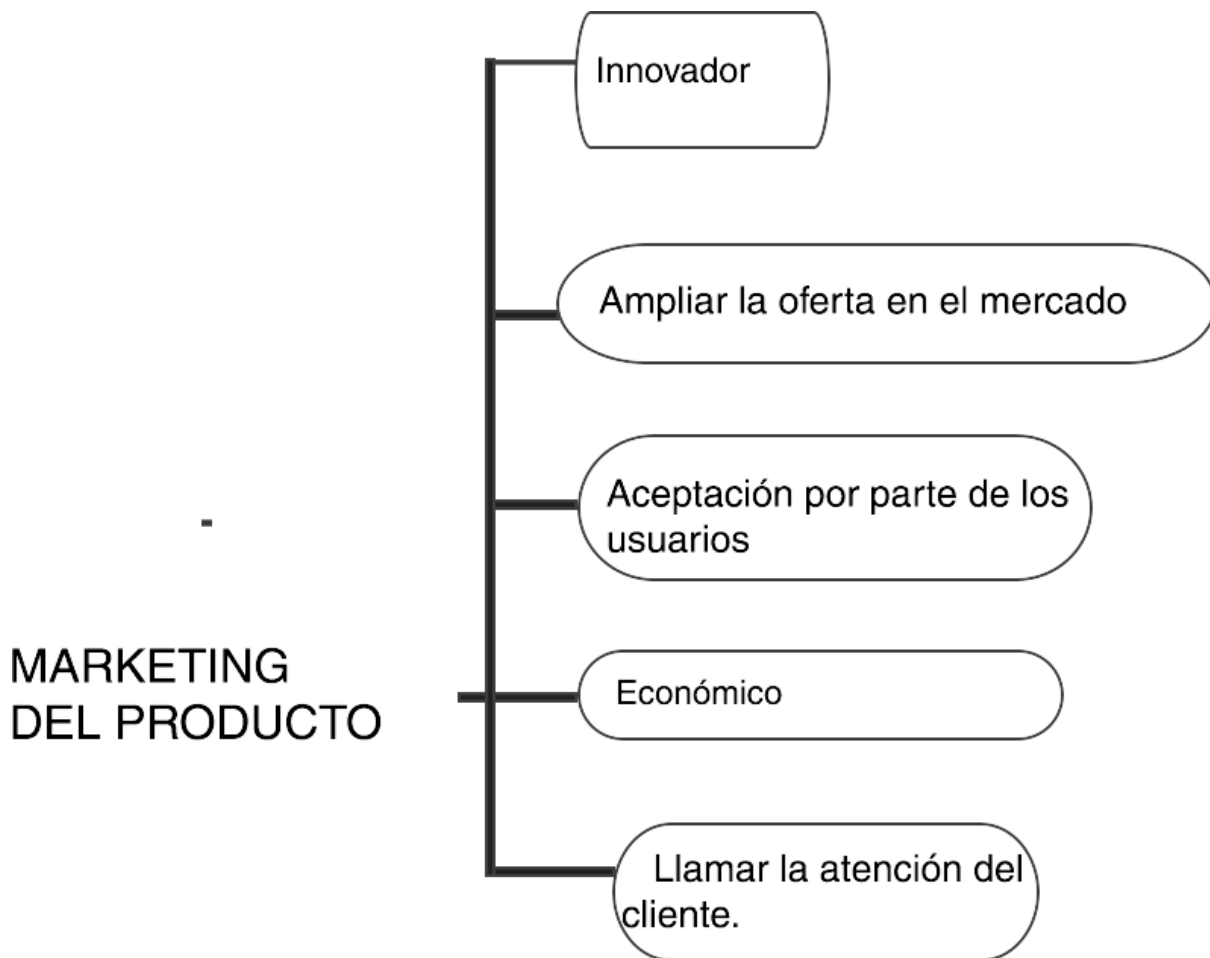 Innovador
Ampliar la oferta en el mercado
Aceptación por parte de los
usuarios
-
MARKETING
DEL PRODUCTO
Económico
Llamar la atención del
cliente.